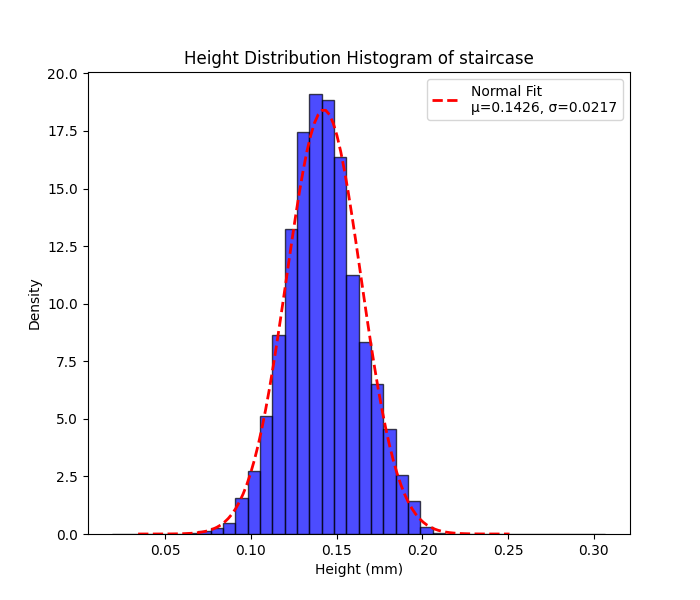 Height Distribution Histogram of staircase
Normal Fit
μ=0.1426, σ=0.0217
20.0
17.5
15.0
12.5
10.0
7.5
5.0
2.5
0.0
Density
0.05 0.10 0.15 0.20 0.25 0.30
Height (mm)